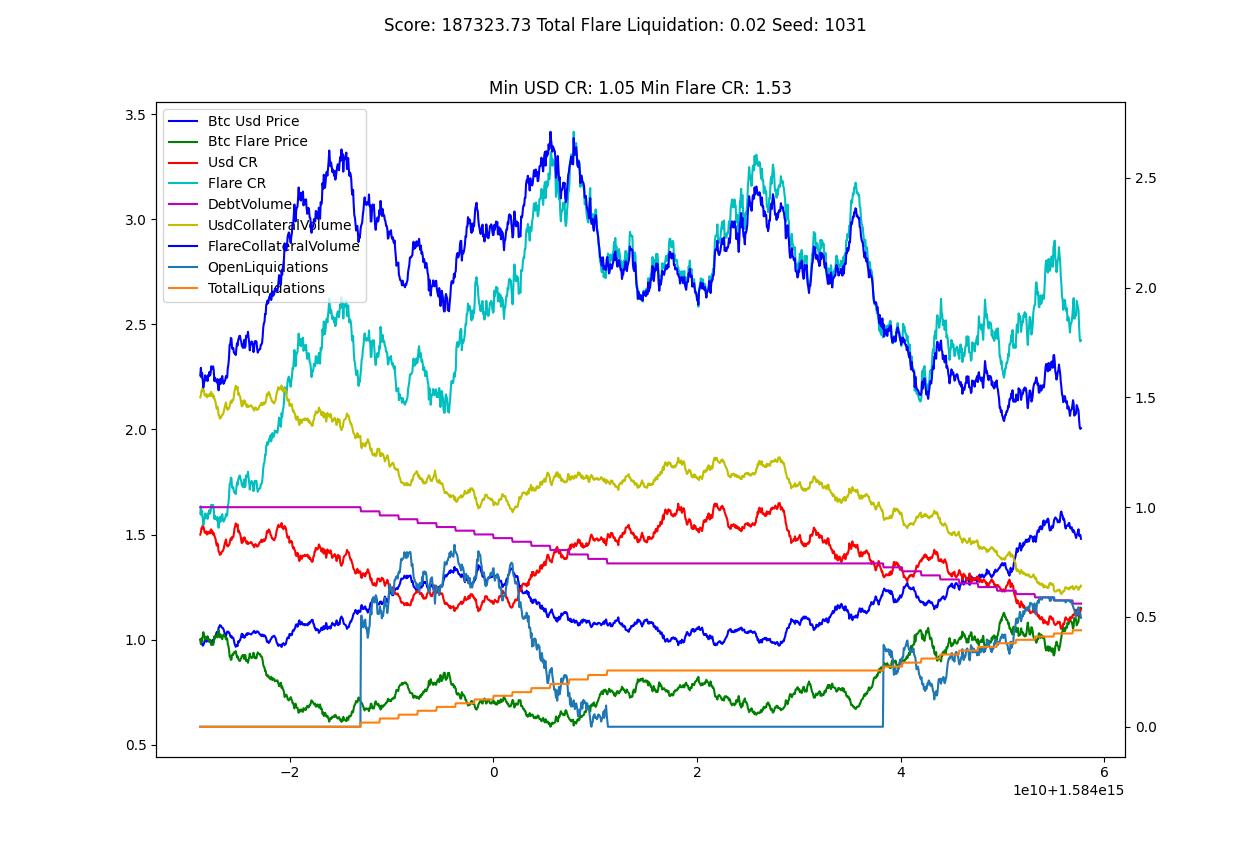 Score: 187323.73 Total Flare Liquidation: 0.02 Seed: 1031
Min USD CR: 1.05 Min Flare CR: 1.53
Btc Usd Price
Btc Flare Price
Usd CR
Flare CR
DebtVolume
UsdCollateralVolume
FlareCollateralVolume
OpenLiquidations
TotalLiquidations
3.5
3.0
2.5
2.0
1.5
1.0
0.5
2.5
2.0
1.5
1.0
0.5
0.0
−2
0
2
4
6
1e10+1.584e15